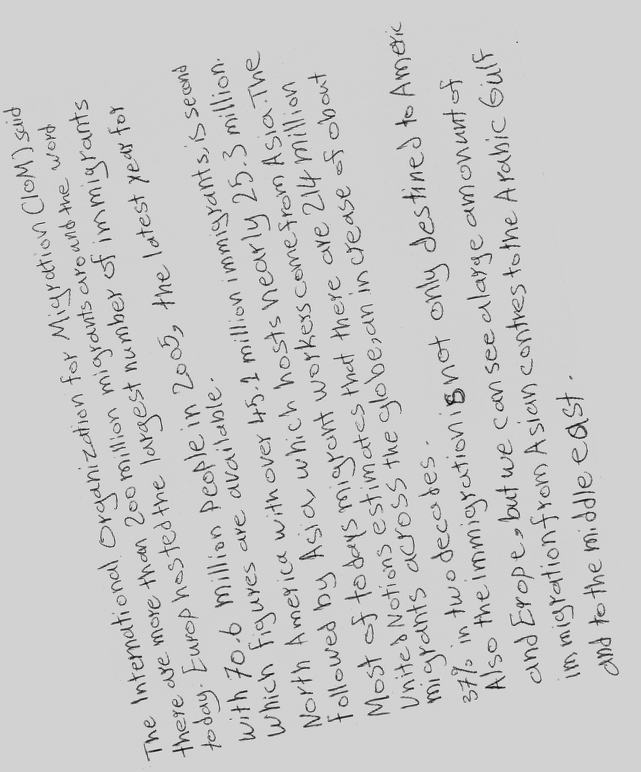 The International Organization for Migration (IoM) said
there are more than 200 million migrants around the word
today. Europ hosted the largest number of immigrants
with 70.6 million people in 2005, the latest year for
which figures are available.
North America with over 45.1 million immigrants, is second
followed by Asia which hosts nearly 25.3 million.
Most of todays migrant workers come from Asia. The
United Nations estimates that there are 214 million
migrants across the globe, an increase of about
37% in two decades.
Also the immigration is not only destined to Americ
and Erope, but we can see a large amonunt of
immigration from Asian contres to the Arabic Gulf
and to the middle east.